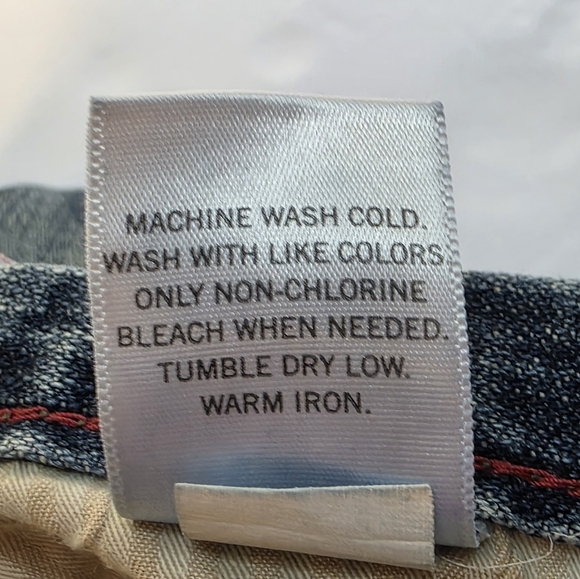 MACHINE WASH COLD.
WASH WITH LIKE COLORS.
ONLY NON-CHLORINE
BLEACH WHEN NEEDED.
TUMBLE DRY LOW.
WARM IRON.